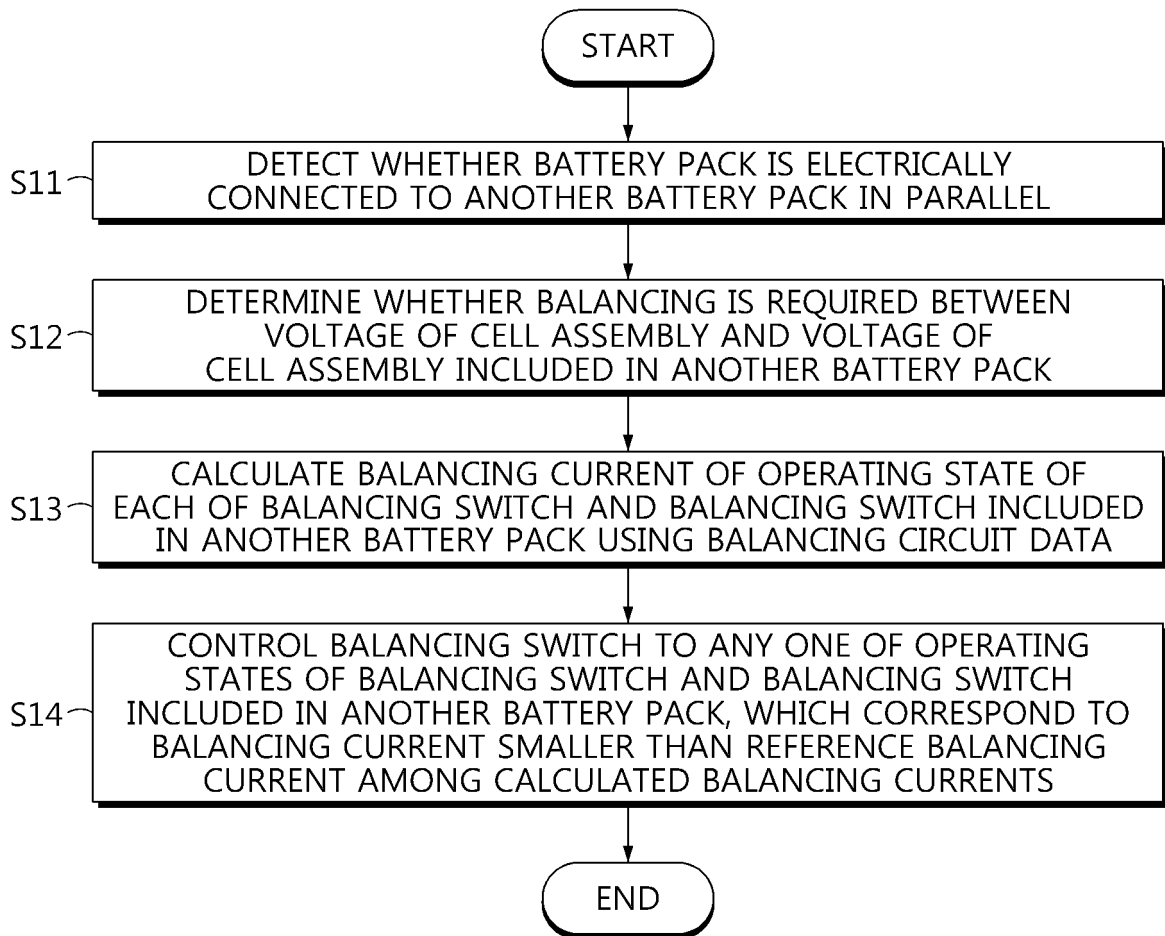 START
S11
DETECT WHETHER BATTERY PACK IS ELECTRICALLY
CONNECTED TO ANOTHER BATTERY PACK IN PARALLEL
S12
DETERMINE WHETHER BALANCING IS REQUIRED BETWEEN
VOLTAGE OF CELL ASSEMBLY AND VOLTAGE OF
CELL ASSEMBLY INCLUDED IN ANOTHER BATTERY PACK
S13
CALCULATE BALANCING CURRENT OF OPERATING STATE OF
EACH OF BALANCING SWITCH AND BALANCING SWITCH INCLUDED
IN ANOTHER BATTERY PACK USING BALANCING CIRCUIT DATA
S14
CONTROL BALANCING SWITCH TO ANY ONE OF OPERATING
STATES OF BALANCING SWITCH AND BALANCING SWITCH
INCLUDED IN ANOTHER BATTERY PACK, WHICH CORRESPOND TO
BALANCING CURRENT SMALLER THAN REFERENCE BALANCING
CURRENT AMONG CALCULATED BALANCING CURRENTS
END